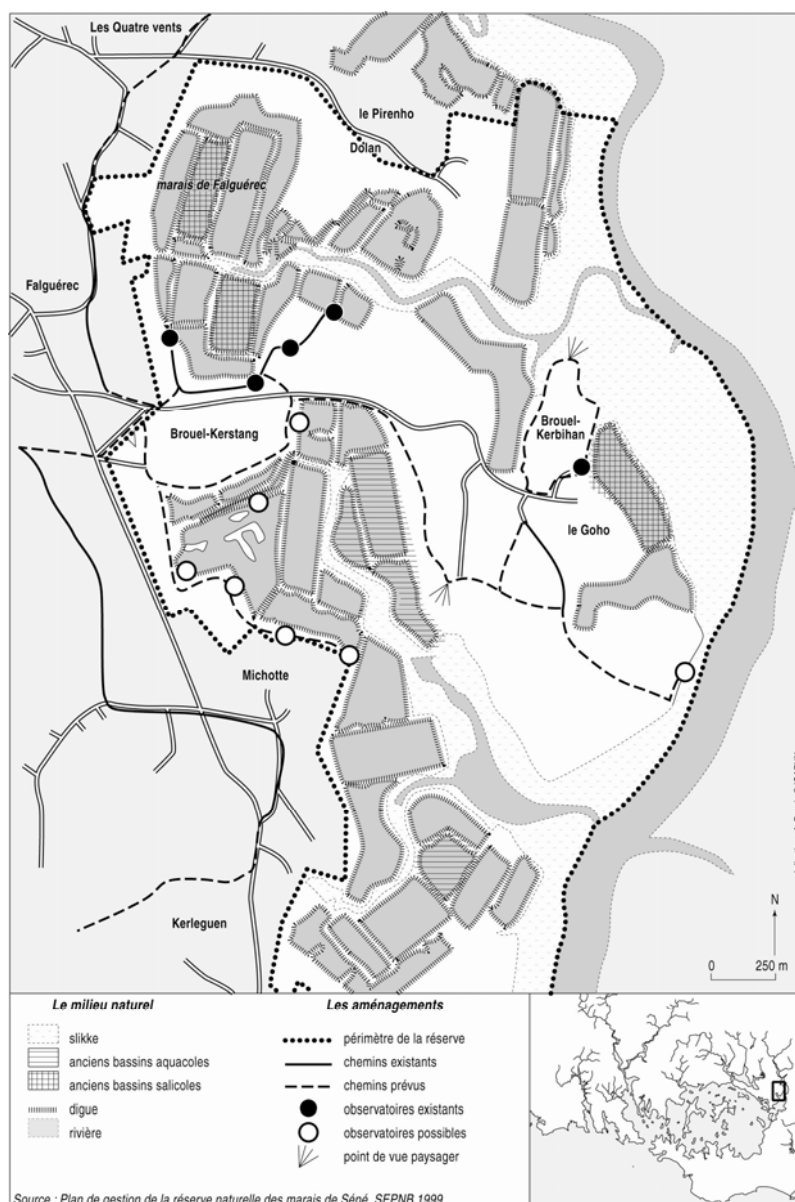 Les Quatre vents
le Pirenho
Dolan
marais de Falguérec
Falguérec
Brouel-Kerstang
Brouel-
Kerbihan
le Goho
Michotte
Kerleguen
N
0 250 m
Le milieu naturel
slikke
anciens bassins aquacoles
anciens bassins salicoles
digue
rivière
Les aménagements
périmètre de la réserve
chemins existants
chemins prévus
observatoires existants
observatoires possibles
point de vue paysager
Source : Plan de gestion de la réserve naturelle des marais de Séné, SEPNB 1999